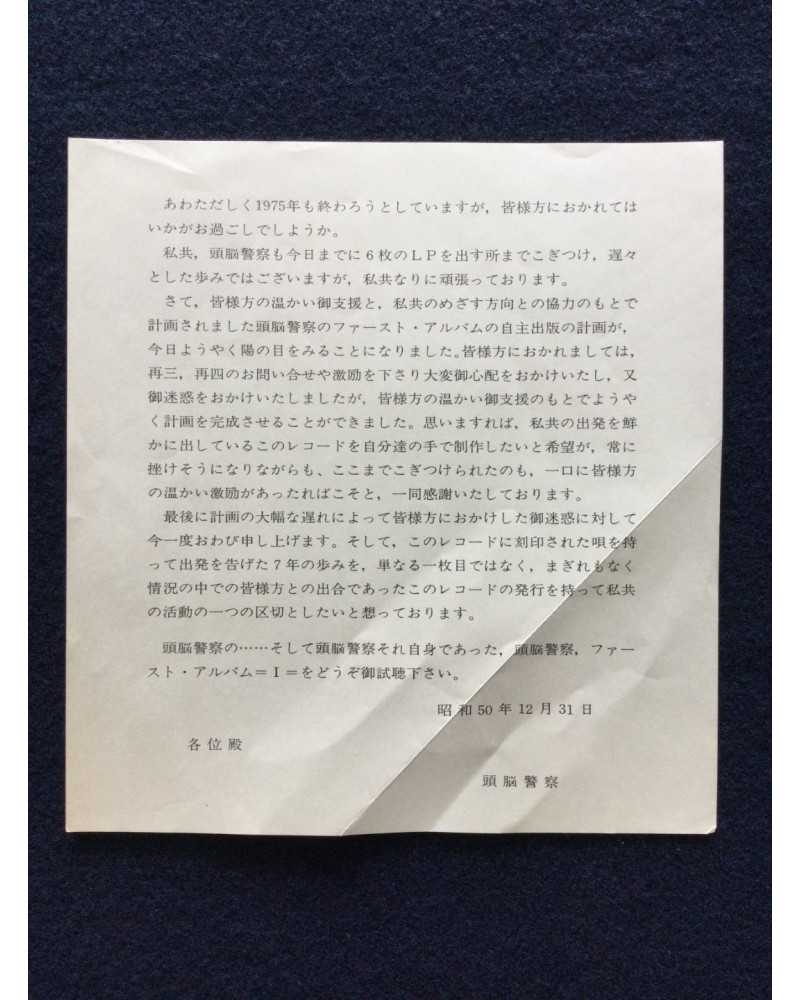 あわただしく1975年も終わろうとしていますが，皆様方におかれては
いかがお過ごしでしようか。
私共，頭脳警察も今日までに６枚のＬＰを出す所までこぎつけ，遅々
とした歩みではございますが，私共なりに頑張っております。
さて，皆様方の温かい御支援と，私共のめざす方向との協力のもとで
計画されました頭脳警察のファースト・アルバムの自主出版の計画が，
今日ようやく陽の目をみることになりました。皆様方におかれましては，
再三，再四のお問い合せや激励を下さり大変御心配をおかけいたし，又
御迷惑をおかけいたしましたが，皆様方の温かい御支援のもとでようや
く計画を完成させることができました。思いますれば，私共の出発を鮮
かに出しているこのレコードを自分達の手で制作したいと希望が，常に
挫けそうになりながらも、ここまでこぎつけられたのも，一口に皆様方
の温かい激励があったればこそと，一同感謝いたしております。
最後に計画の大幅な遅れによって皆様方におかけした御迷惑に対して
今一度おわび申し上げます。そして，このレコードに刻印された唄を持
って出発を告げた７年の歩みを，単なる一枚目ではなく，まぎれもなく
情況の中での皆様方との出合であったこのレコードの発行を持って私共
の活動の一つの区切としたいと想っております。
頭脳警察の……そして頭脳警察それ自身であった，頭脳警察，ファー
スト・アルバム＝Ｉ＝をどうぞ御試聴下さい。
昭和50年12月31日
各位殿
頭脳警察